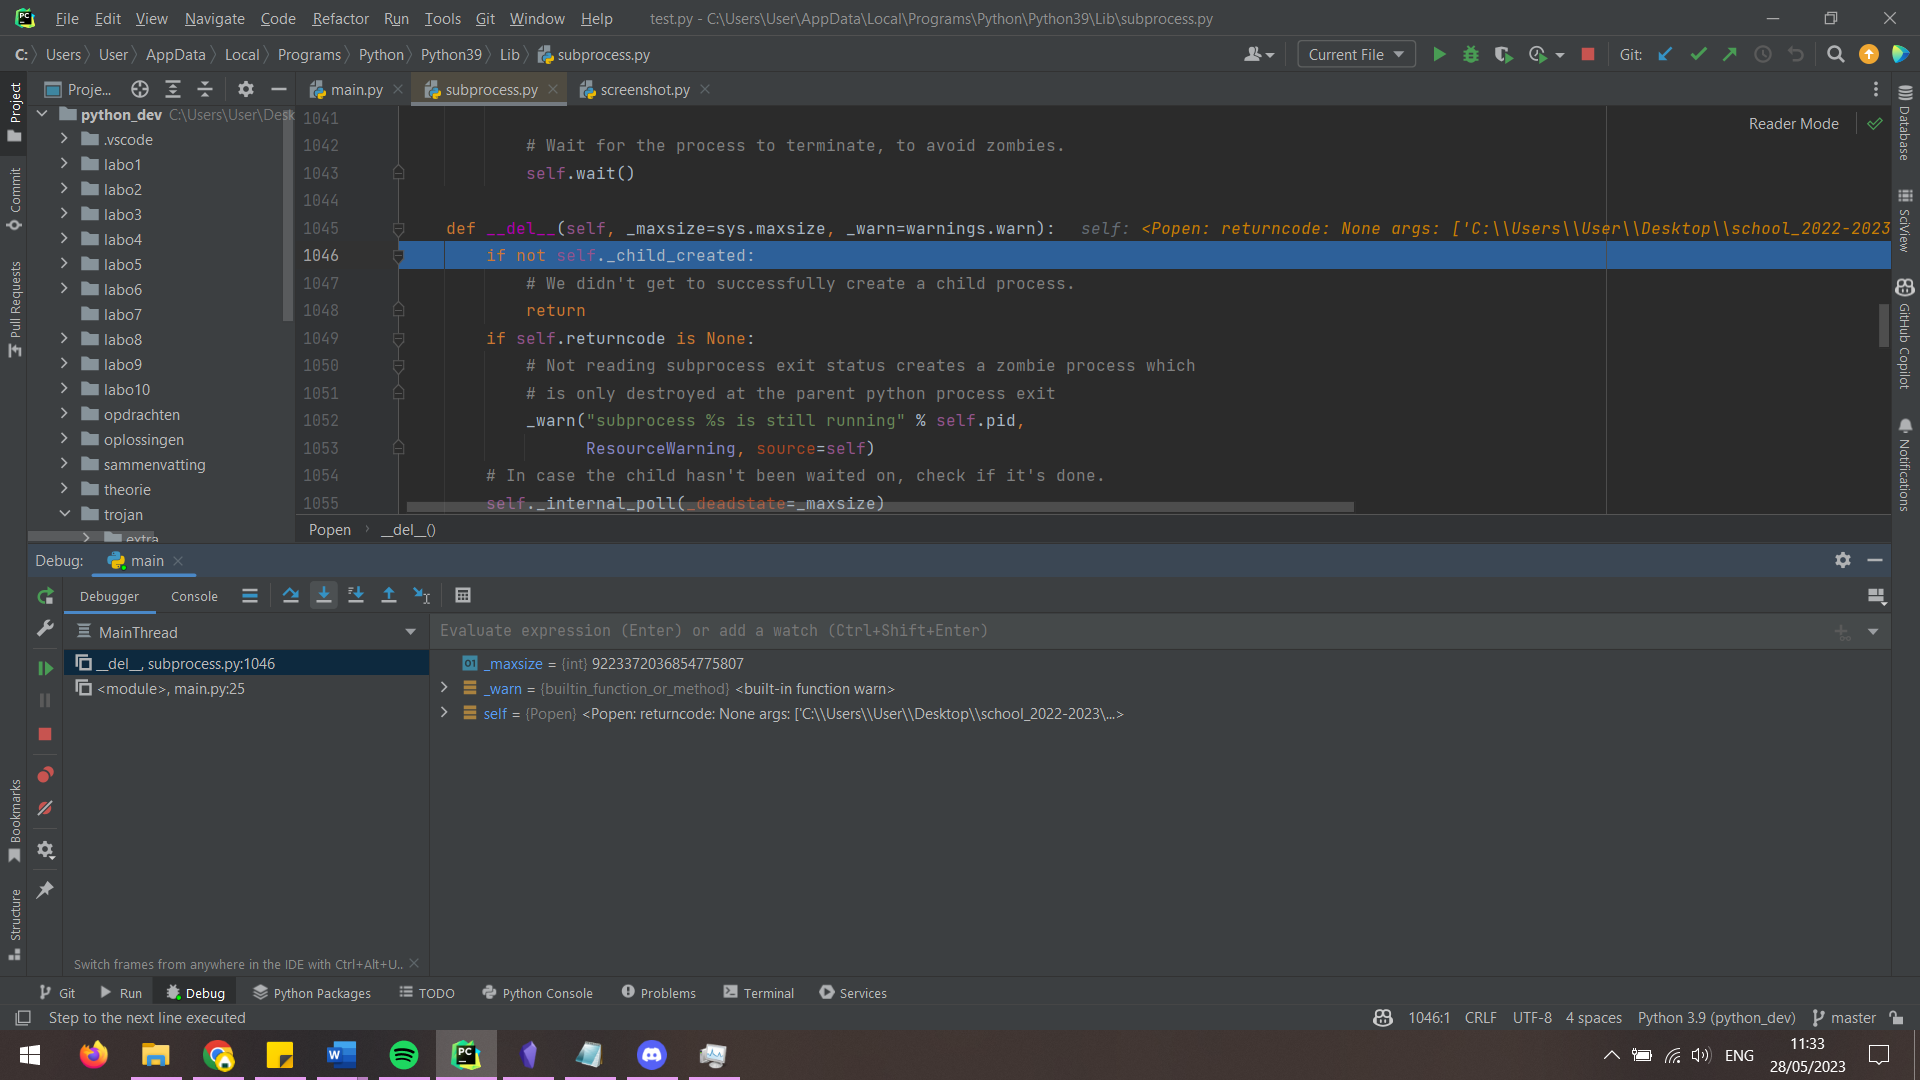 File Edit View Navigate Code Refactor Run Tools Git Window Help test.py - C:\Users\User\AppData\Local\Programs\Python\Python39\Lib\subprocess.py
C: Users User AppData Local Programs Python Python39 Lib subprocess.py Current File Git:
Project
Commit
Pull Requests
Bookmarks
Structure
Proje...
python_dev C:\Users\User\Desk
.vscode
labo1
labo2
labo3
labo4
labo5
labo6
labo7
labo8
labo9
labo10
opdrachten
oplossingen
sammenvatting
theorie
trojan
extra
main.py subprocess.py screenshot.py
Reader Mode
1041
1042 # Wait for the process to terminate, to avoid zombies.
1043 self.wait()
1044
1045 def __del__(self, _maxsize=sys.maxsize, _warn=warnings.warn): self: <Popen: returncode: None args: ['C:\\Users\\User\\Desktop\\school_2022-2023
1046 if not self._child_created:
1047 # We didn't get to successfully create a child process.
1048 return
1049 if self.returncode is None:
1050 # Not reading subprocess exit status creates a zombie process which
1051 # is only destroyed at the parent python process exit
1052 _warn("subprocess %s is still running" % self.pid,
1053 ResourceWarning, source=self)
1054 # In case the child hasn't been waited on, check if it's done.
1055 self._internal_poll(_deadstate=_maxsize)
Popen __del__()
Database
SciView
GitHub Copilot
Notifications
Debug: main
Debugger Console
MainThread
__del__, subprocess.py:1046
<module>, main.py:25
Switch frames from anywhere in the IDE with Ctrl+Alt+U..
Evaluate expression (Enter) or add a watch (Ctrl+Shift+Enter)
01 _maxsize = {int} 9223372036854775807
_warn = {builtin_function_or_method} <built-in function warn>
self = {Popen} <Popen: returncode: None args: ['C:\\Users\\User\\Desktop\\school_2022-2023\...>
Git Run Debug Python Packages TODO Python Console Problems Terminal Services
Step to the next line executed 1046:1 CRLF UTF-8 4 spaces Python 3.9 (python_dev) master
ENG 11:33
28/05/2023